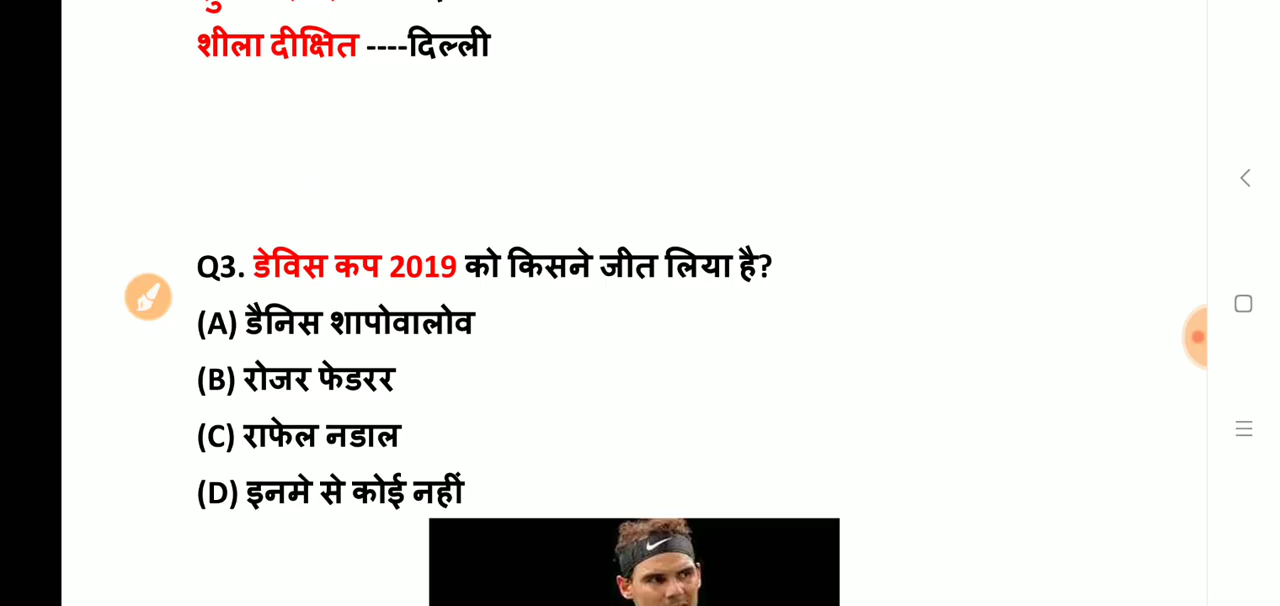 शीला दीक्षित ----दिल्ली
Q3. डेविस कप 2019 को किसने जीत लिया है?
(A) डैनिस शापोवालोव
(B) रोजर फेडरर
(C) राफेल नडाल
(D) इनमे से कोई नहीं